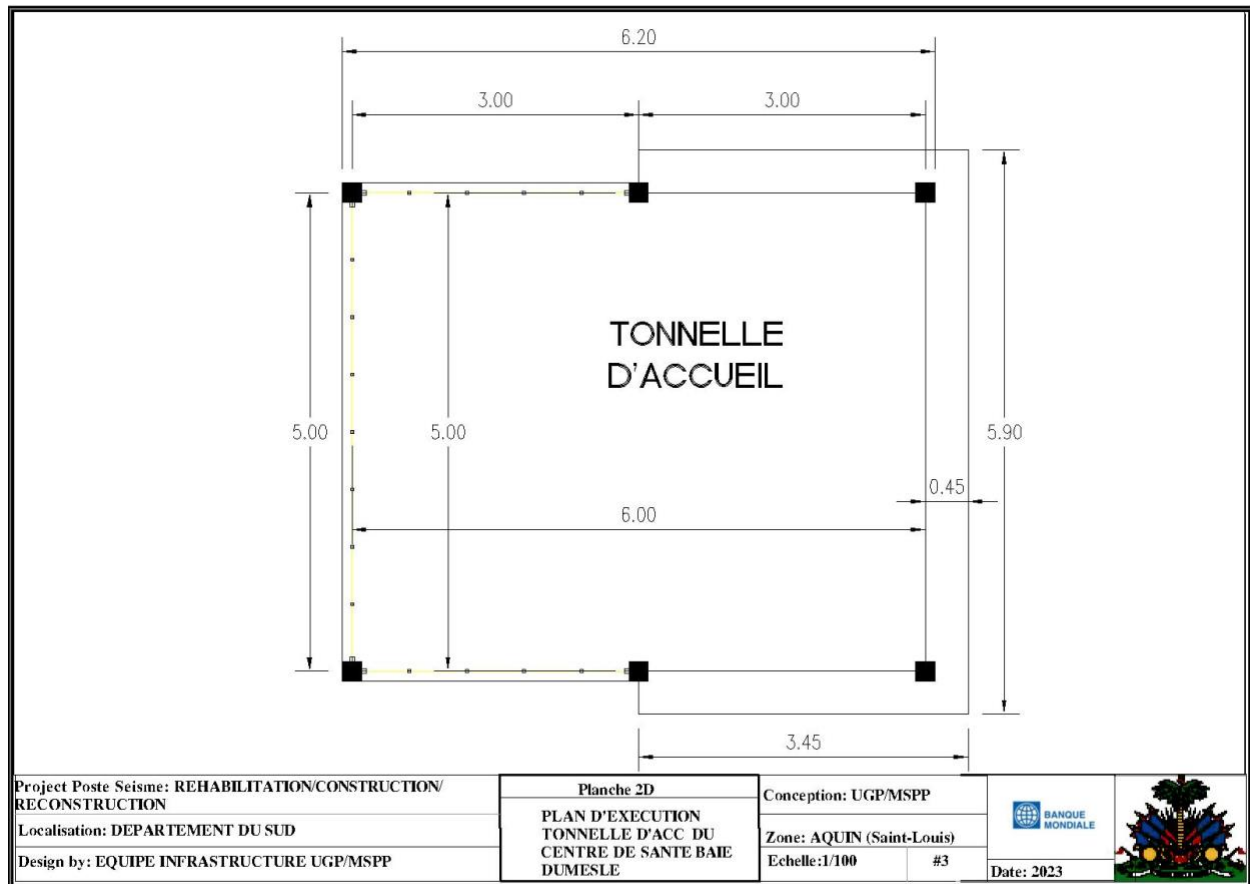 6.20
3.00
3.00
TONNELLE
D'ACCUEIL
5.00
5.00
5.90
0.45
6.00
3.45
Project Poste Seisme: REHABILITATION/CONSTRUCTION/
RECONSTRUCTION
Localisation: DEPARTEMENT DU SUD
Design by: EQUIPE INFRASTRUCTURE UGP/MSPP
Planche 2D
PLAN D'EXECUTION
TONNELLE D'ACC DU
CENTRE DE SANTE BAIE
DUMESLE
Conception: UGP/MSPP
Zone: AQUIN (Saint-Louis)
Echelle:1/100
#3
BANQUE
MONDIALE
Date: 2023